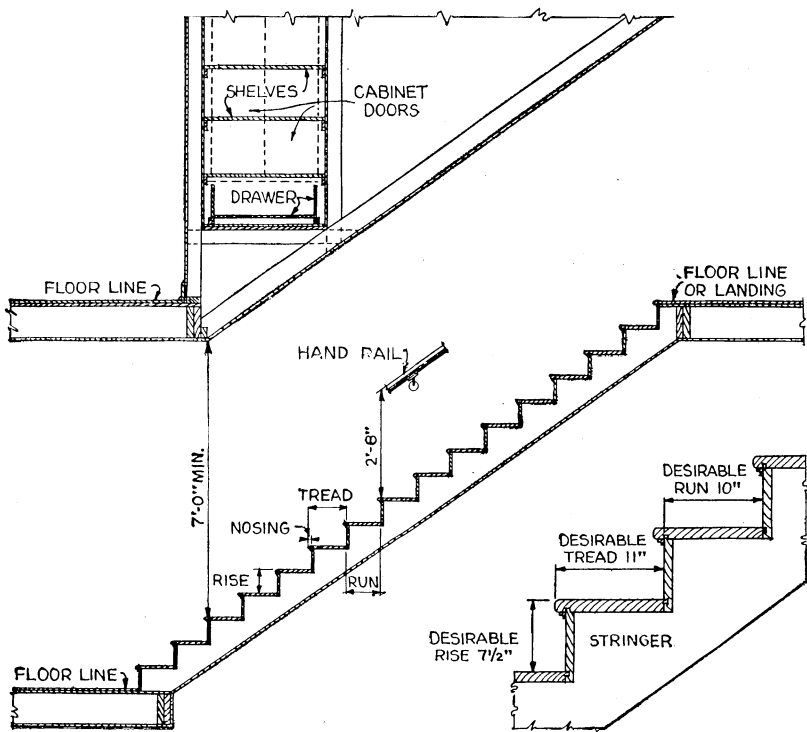 SHELVES
CABINET
DOORS
DRAWER
FLOOR LINE
FLOOR LINE
OR LANDING
HAND RAIL
7'-0" MIN.
2'-8"
TREAD
NOSING
RISE
RUN
FLOOR LINE
DESIRABLE
RUN 10"
DESIRABLE
TREAD 11"
DESIRABLE
RISE 7½"
STRINGER